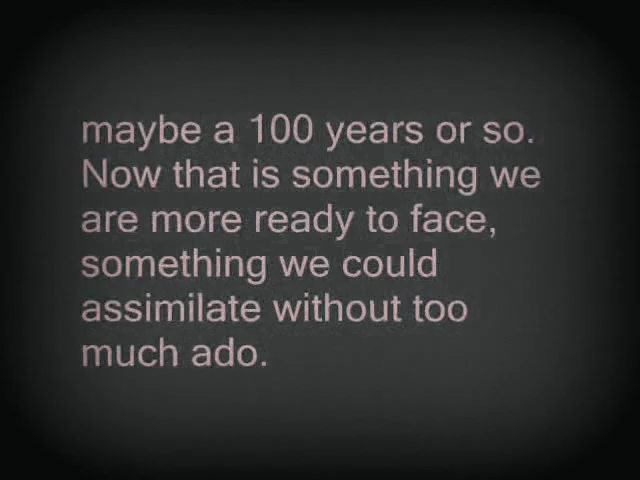 maybe a 100 years or so.
Now that is something we
are more ready to face,
something we could
assimilate without too
much ado.